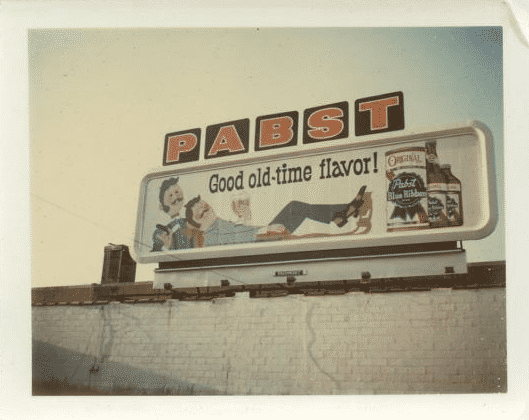 PABST
Good old-time flavor!
ORIGINAL
Pabst
Blue Ribbon